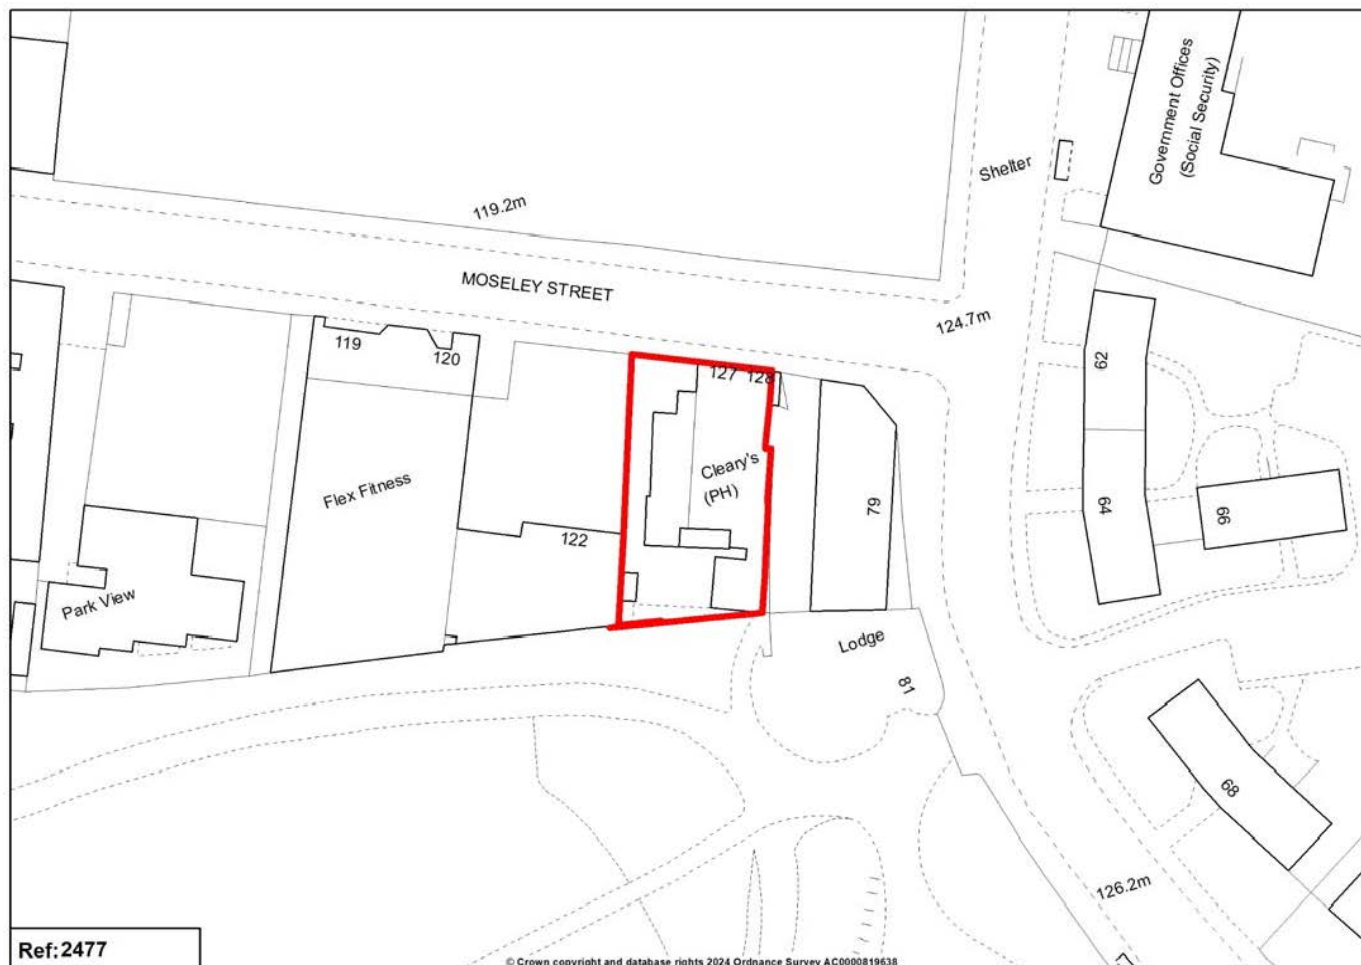 Government Offices
(Social Security)
Shelter
119.2m
MOSELEY STREET
124.7m
119
120
127
128
62
Cleary's
(PH)
Flex Fitness
79
64
66
122
Park View
Lodge
81
68
126.2m
Ref:2477
© Crown copyright and database rights 2024 Ordnance Survey AC0000819638